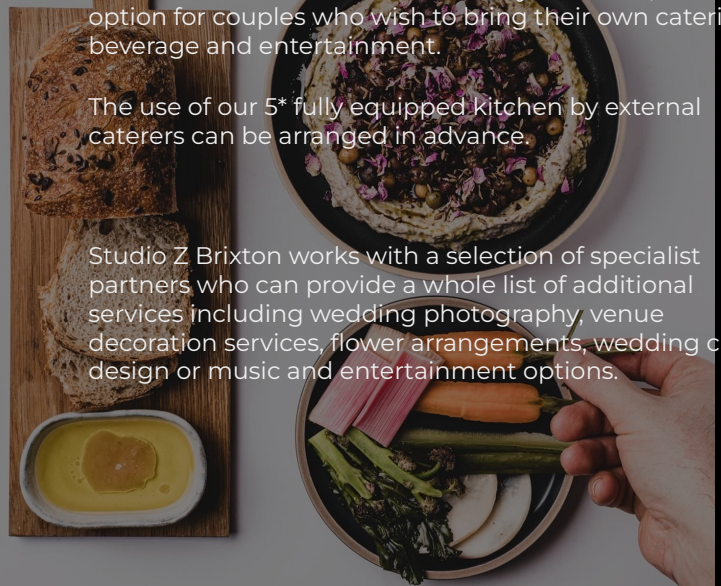 option for couples who wish to bring their own
beverage and entertainment.
The use of our 5* fully equipped kitchen by external
caterers can be arranged in advance.
Studio Z Brixton works with a selection of specialist
partners who can provide a whole list of additional
services including wedding photography, venue
decoration services, flower arrangements, wedding
design or music and entertainment options.